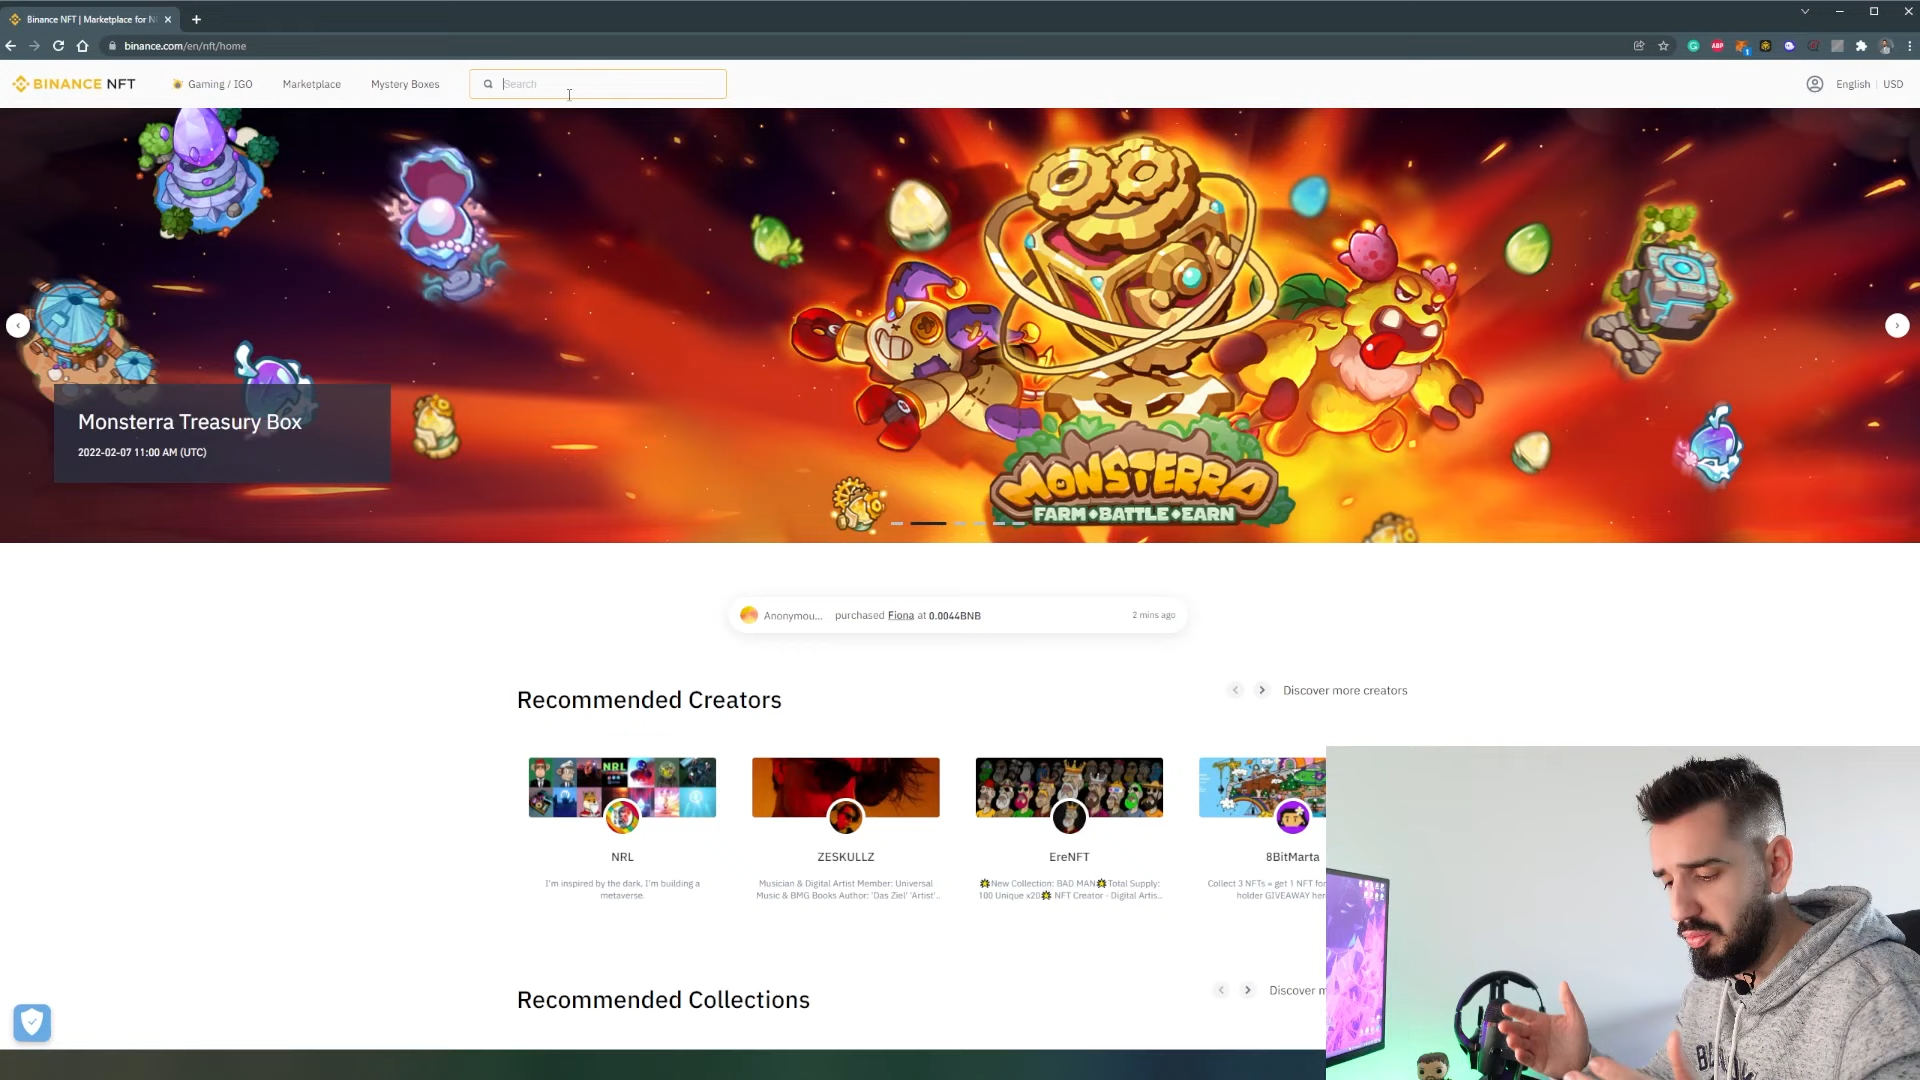 Binance NFT | Marketplace for N
binance.com/en/nft/home
ABP
BINANCE NFT
Gaming / IGO
Marketplace
Mystery Boxes
Search
English | USD
Monsterra Treasury Box
2022-02-07 11:00 AM (UTC)
MONSTERRA
FARM BATTLE EARN
Anonymou... purchased Fiona at 0.0044BNB 2 mins ago
Recommended Creators
Discover more creators
NRL
NRL
I'm inspired by the dark, I'm building a
metaverse.
ZESKULLZ
Musician & Digital Artist Member: Universal
Music & BMG Books Author: 'Das Ziel' 'Artist'..
EreNFT
New Collection: BAD MAN Total Supply:
100 Unique x20 NFT Creator - Digital Artis..
8BitMarta
Collect 3 NFTs = get 1 NFT for
holder GIVEAWAY her
Recommended Collections
Discover m